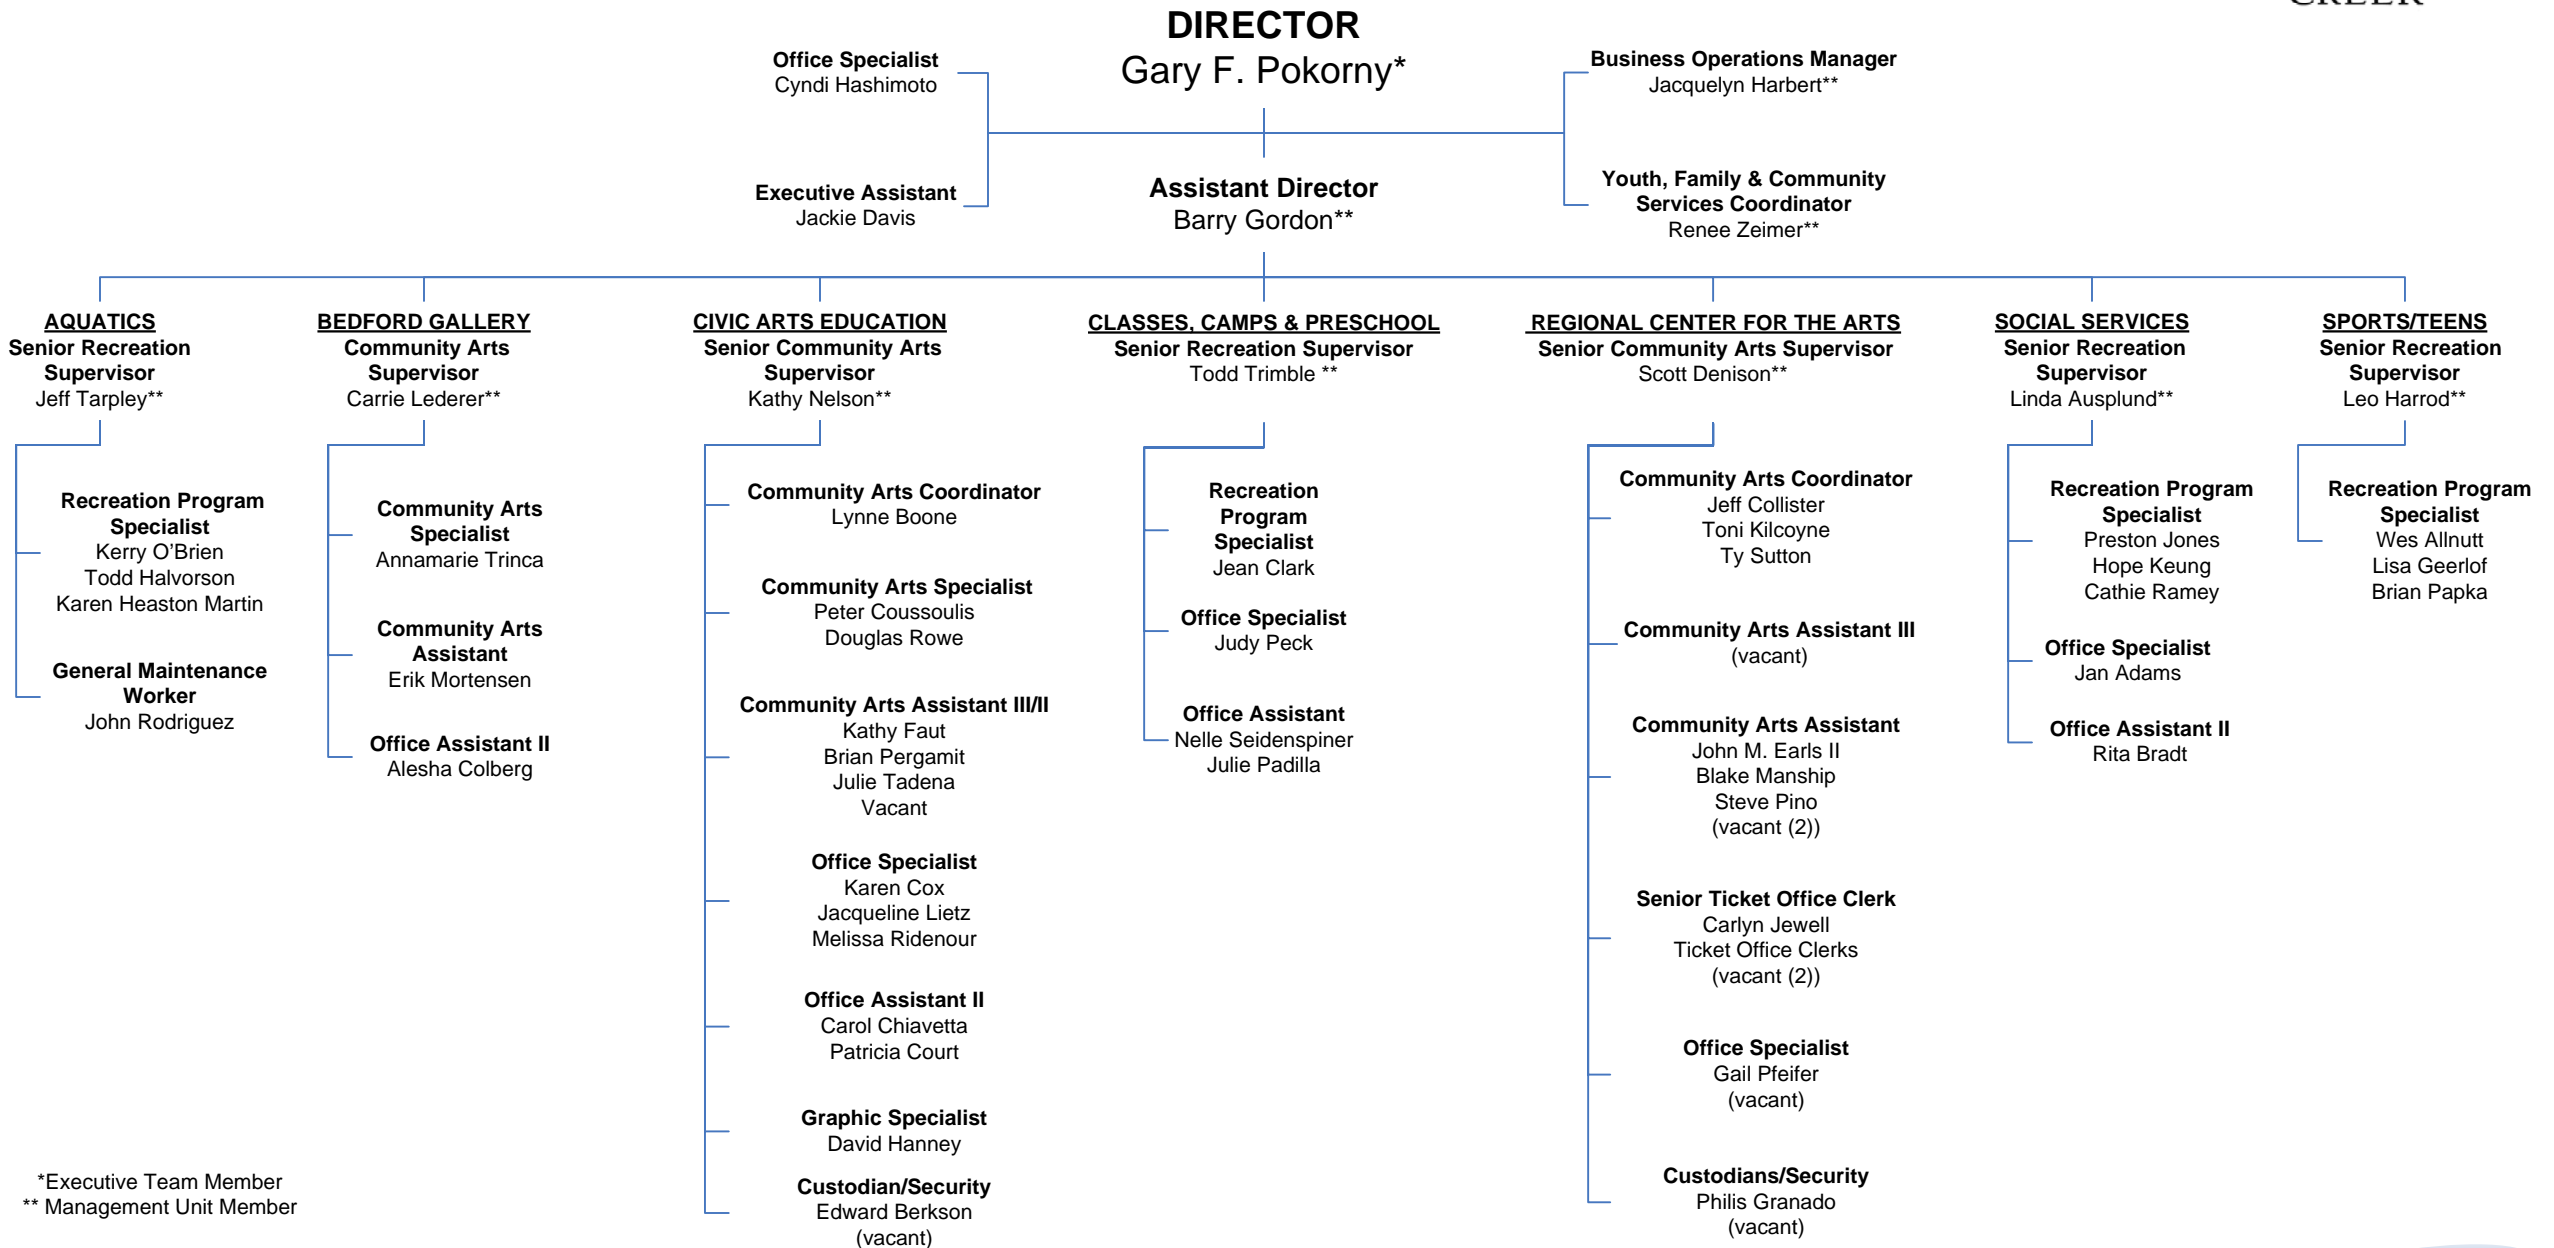 CREEK
DIRECTOR
Gary F. Pokorny*
Office Specialist
Cyndi Hashimoto
Executive Assistant
Jackie Davis
Business Operations Manager
Jacquelyn Harbert**
Youth, Family & Community
Services Coordinator
Renee Zeimer**
Assistant Director
Barry Gordon**
AQUATICS
Senior Recreation
Supervisor
Jeff Tarpley**
Recreation Program
Specialist
Kerry O’Brien
Todd Halvorson
Karen Heaston Martin
General Maintenance
Worker
John Rodriguez
BEDFORD GALLERY
Community Arts
Supervisor
Carrie Lederer**
Community Arts
Specialist
Annamarie Trinca
Community Arts
Assistant
Erik Mortensen
Office Assistant II
Alesha Colberg
CIVIC ARTS EDUCATION
Senior Community Arts
Supervisor
Kathy Nelson**
Community Arts Coordinator
Lynne Boone
Community Arts Specialist
Peter Coussoulis
Douglas Rowe
Community Arts Assistant III/II
Kathy Faut
Brian Pergamit
Julie Tadena
Vacant
Office Specialist
Karen Cox
Jacqueline Lietz
Melissa Ridenour
Office Assistant II
Carol Chiavetta
Patricia Court
Graphic Specialist
David Hanney
Custodian/Security
Edward Berkson
(vacant)
CLASSES, CAMPS & PRESCHOOL
Senior Recreation Supervisor
Todd Trimble **
Recreation
Program
Specialist
Jean Clark
Office Specialist
Judy Peck
Office Assistant
Nelle Seidenspiner
Julie Padilla
REGIONAL CENTER FOR THE ARTS
Senior Community Arts Supervisor
Scott Denison**
Community Arts Coordinator
Jeff Collister
Toni Kilcoyne
Ty Sutton
Community Arts Assistant III
(vacant)
Community Arts Assistant
John M. Earls II
Blake Manship
Steve Pino
(vacant (2))
Senior Ticket Office Clerk
Carlyn Jewell
Ticket Office Clerks
(vacant (2))
Office Specialist
Gail Pfeifer
(vacant)
Custodians/Security
Philis Granado
(vacant)
SOCIAL SERVICES
Senior Recreation
Supervisor
Linda Ausplund**
Recreation Program
Specialist
Preston Jones
Hope Keung
Cathie Ramey
Office Specialist
Jan Adams
Office Assistant II
Rita Bradt
SPORTS/TEENS
Senior Recreation
Supervisor
Leo Harrod**
Recreation Program
Specialist
Wes Allnutt
Lisa Geerlof
Brian Papka
*Executive Team Member
** Management Unit Member